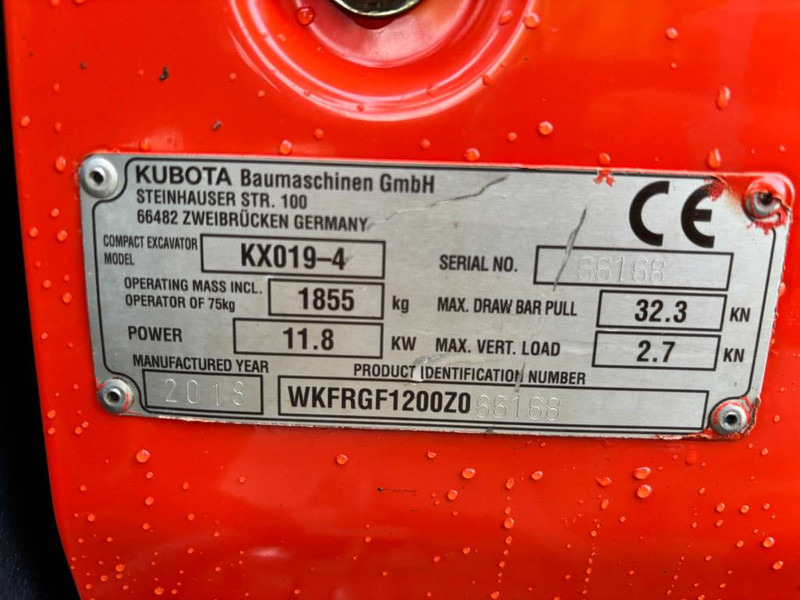 KUBOTA Baumaschinen GmbH
STEINHAUSER STR. 100
66482 ZWEIBRÜCKEN GERMANY
CE
COMPACT EXCAVATOR MODEL KX019-4
SERIAL NO. 66168
OPERATING MASS INCL. OPERATOR OF 75kg 1855 kg
MAX. DRAW BAR PULL 32.3 KN
POWER 11.8 KW
MAX. VERT. LOAD 2.7 KN
MANUFACTURED YEAR 2018
PRODUCT IDENTIFICATION NUMBER
WKFRGF1200Z066168